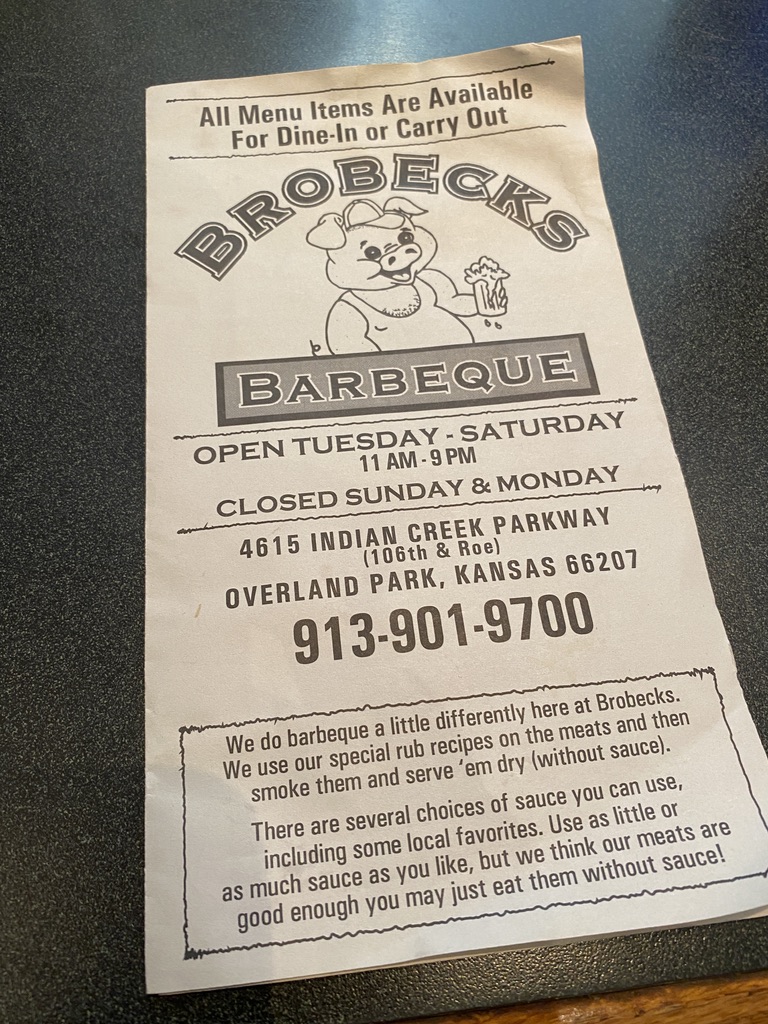 All Menu Items Are Available
For Dine-In or Carry Out
BROBECKS
BARBEQUE
OPEN TUESDAY - SATURDAY
11 AM - 9 PM
CLOSED SUNDAY & MONDAY
4615 INDIAN CREEK PARKWAY
(106th & Roe)
OVERLAND PARK, KANSAS 66207
913-901-9700
We do barbeque a little differently here at Brobecks.
We use our special rub recipes on the meats and then
smoke them and serve 'em dry (without sauce).
There are several choices of sauce you can use,
including some local favorites. Use as little or
as much sauce as you like, but we think our meats are
good enough you may just eat them without sauce!